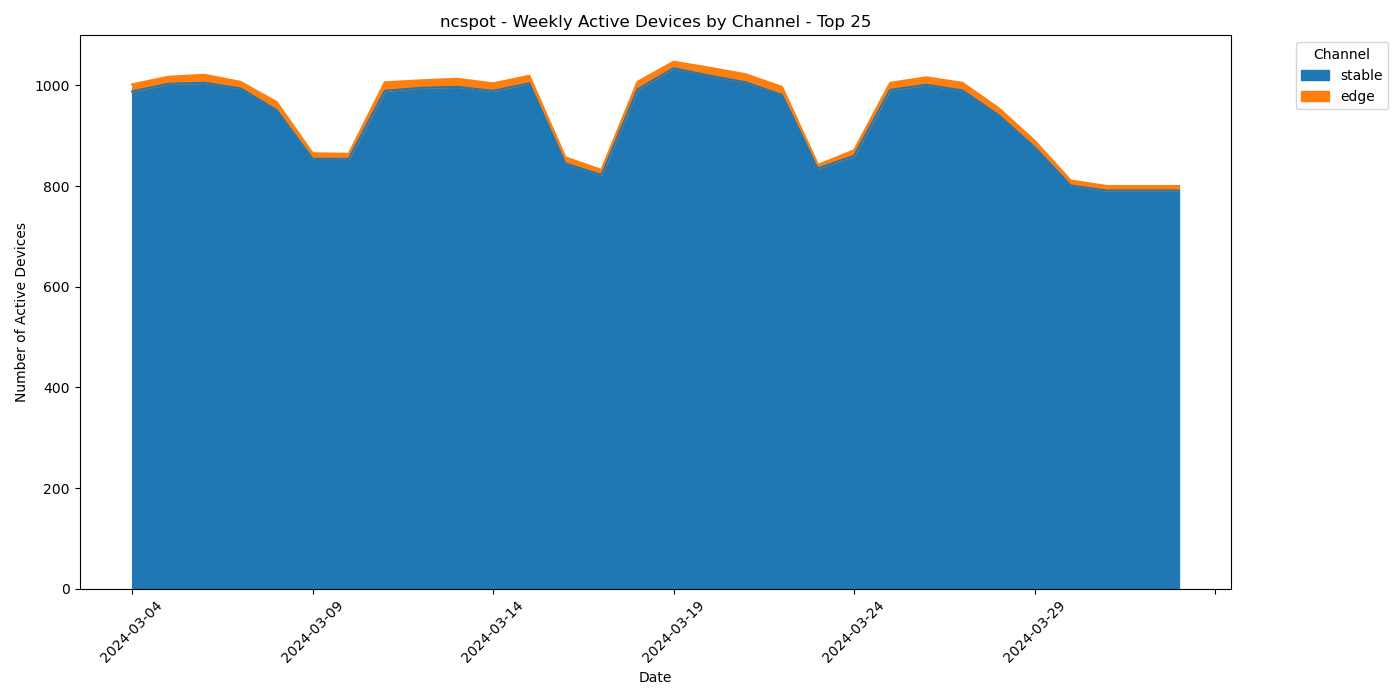 ncspot - Weekly Active Devices by Channel - Top 25
Channel
stable
edge
Number of Active Devices
1000
800
600
400
200
0
2024-03-04
2024-03-09
2024-03-14
2024-03-19
2024-03-24
2024-03-29
Date